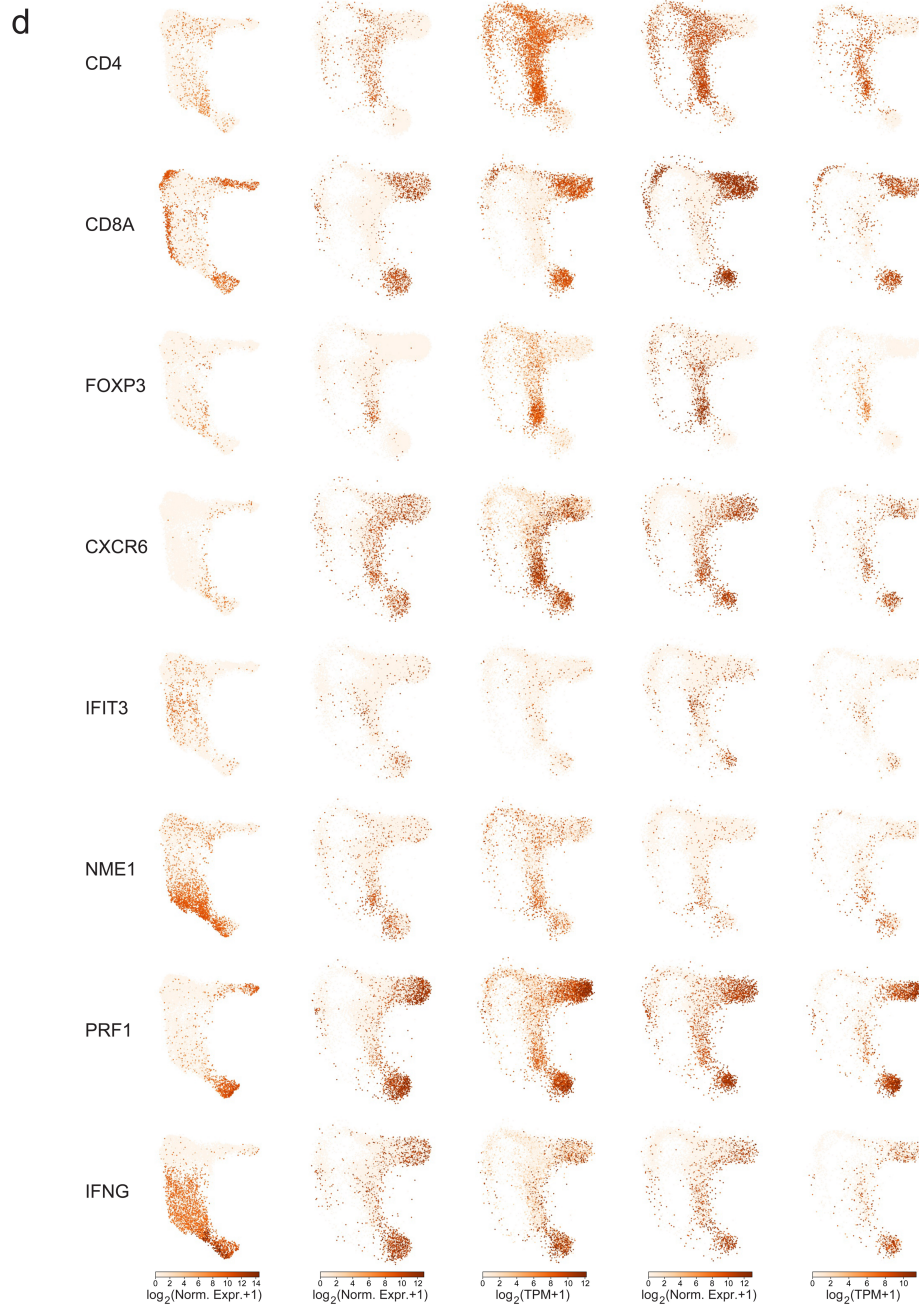 d
CD4
CD8A
FOXP3
CXCR6
IFIT3
NME1
PRF1
IFNG
0 2 4 6 8 10 12 14
log2(Norm. Expr.+1)
0 2 4 6 8 10 12
log2(Norm. Expr.+1)
0 2 4 6 8 10 12
log2(TPM+1)
0 2 4 6 8 10 12
log2(Norm. Expr.+1)
0 2 4 6 8 10
log2(TPM+1)